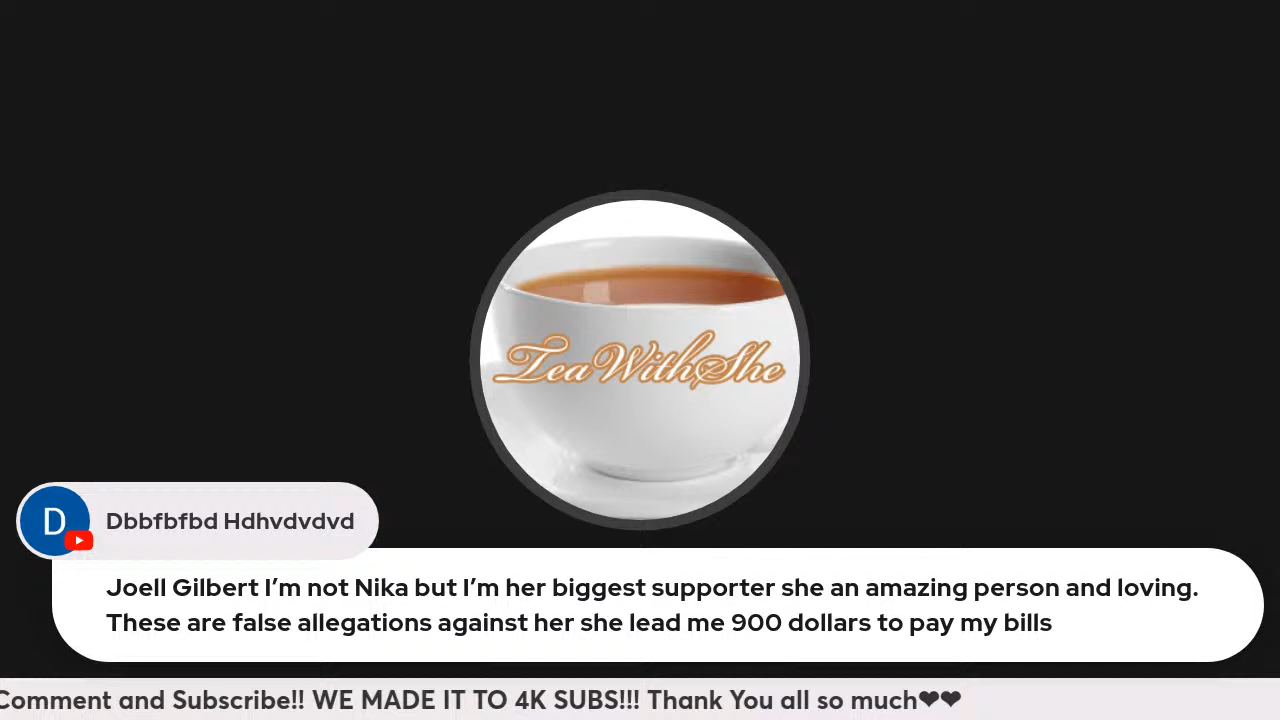 TeaWithShe
D
Dbbfbfbd Hdhvdvdvd
Joell Gilbert I’m not Nika but I’m her biggest supporter she an amazing person and loving.
These are false allegations against her she lead me 900 dollars to pay my bills
Comment and Subscribe!! WE MADE IT TO 4K SUBS!!! Thank You all so much❤❤